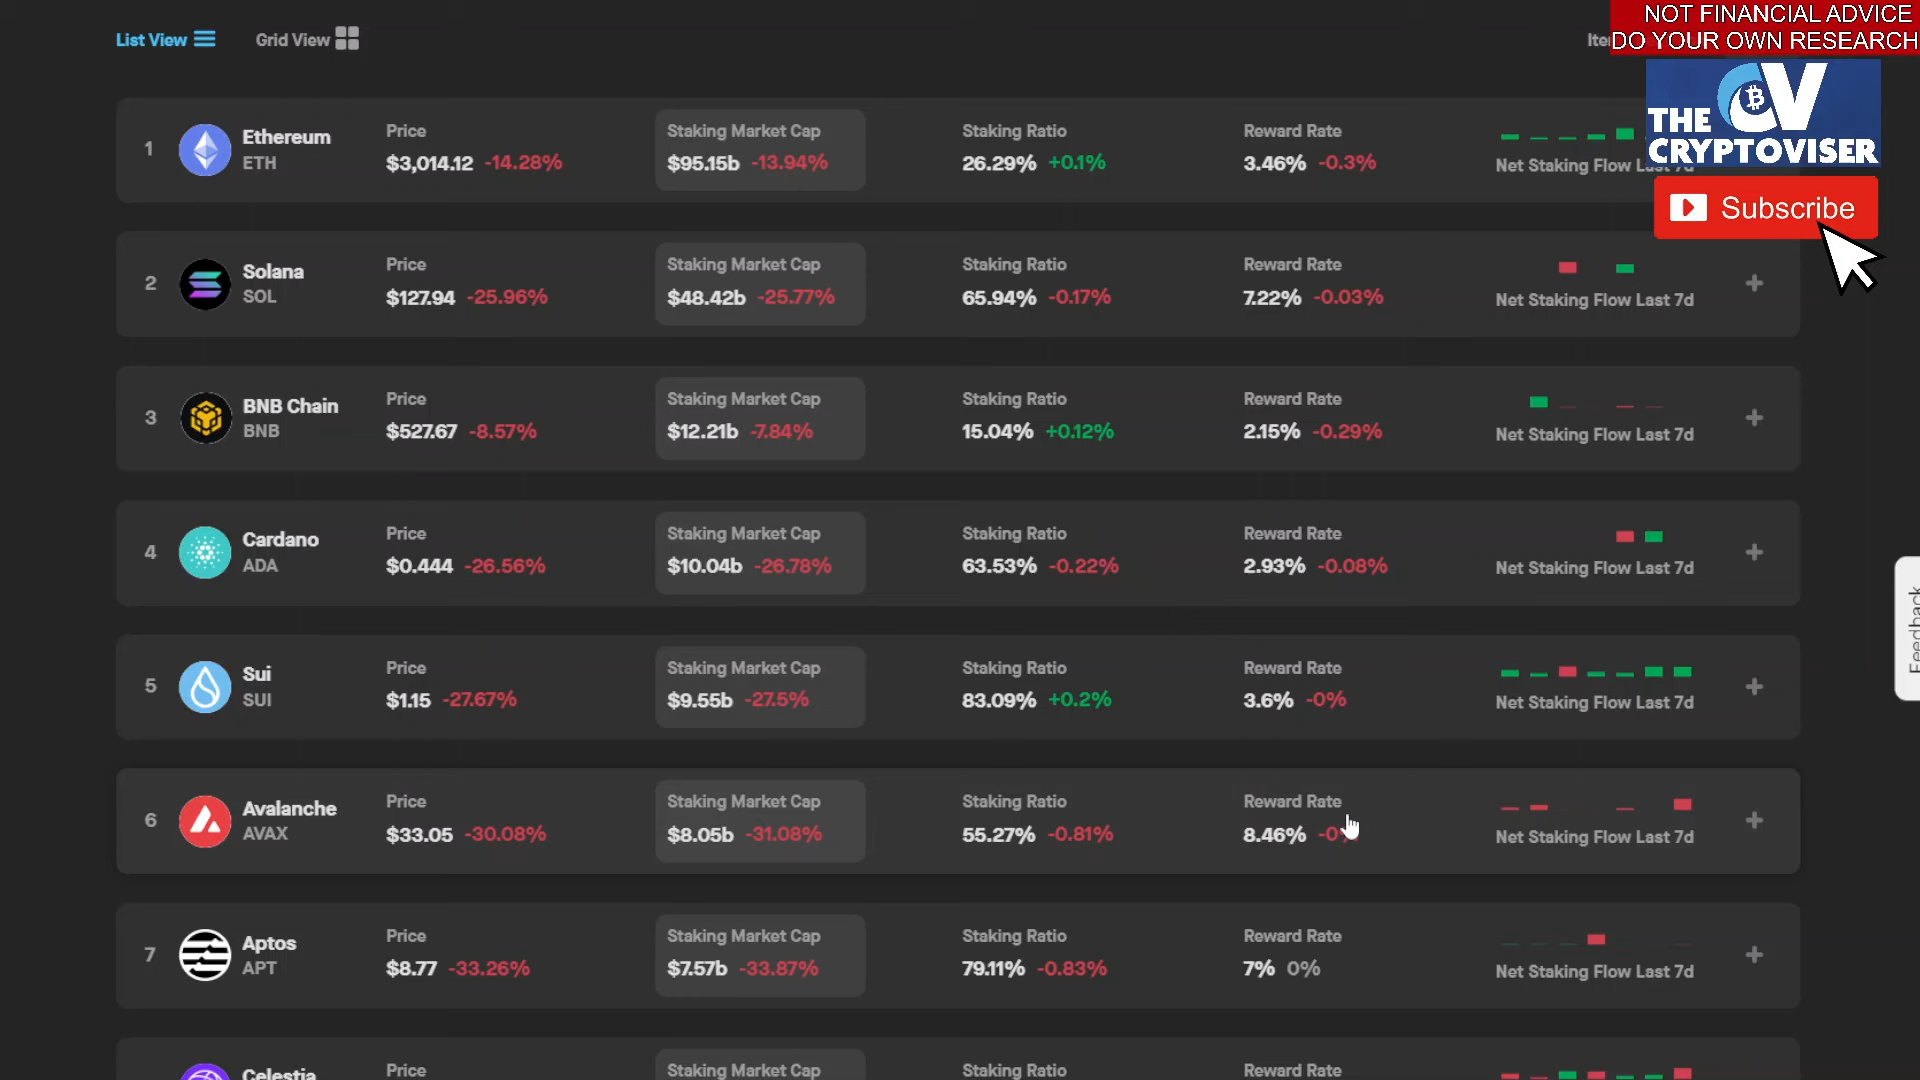 NOT FINANCIAL ADVICE
DO YOUR OWN RESEARCH
List View
Grid View
THE CV
CRYPTOVISER
Subscribe
1
Ethereum
ETH
Price
$3,014.12 -14.28%
Staking Market Cap
$95.15b -13.94%
Staking Ratio
26.29% +0.1%
Reward Rate
3.46% -0.3%
Net Staking Flow
2
Solana
SOL
Price
$127.94 -25.96%
Staking Market Cap
$48.42b -25.77%
Staking Ratio
65.94% -0.17%
Reward Rate
7.22% -0.03%
Net Staking Flow Last 7d
3
BNB Chain
BNB
Price
$527.67 -8.57%
Staking Market Cap
$12.21b -7.84%
Staking Ratio
15.04% +0.12%
Reward Rate
2.15% -0.29%
Net Staking Flow Last 7d
4
Cardano
ADA
Price
$0.444 -26.56%
Staking Market Cap
$10.04b -26.78%
Staking Ratio
63.53% -0.22%
Reward Rate
2.93% -0.08%
Net Staking Flow Last 7d
Feedback
5
Sui
SUI
Price
$1.15 -27.67%
Staking Market Cap
$9.55b -27.5%
Staking Ratio
83.09% +0.2%
Reward Rate
3.6% -0%
Net Staking Flow Last 7d
6
Avalanche
AVAX
Price
$33.05 -30.08%
Staking Market Cap
$8.05b -31.08%
Staking Ratio
55.27% -0.81%
Reward Rate
8.46%
Net Staking Flow Last 7d
7
Aptos
APT
Price
$8.77 -33.26%
Staking Market Cap
$7.57b -33.87%
Staking Ratio
79.11% -0.83%
Reward Rate
7% 0%
Net Staking Flow Last 7d
Celestia
Price
Staking Market Cap
Staking Ratio
Reward Rate